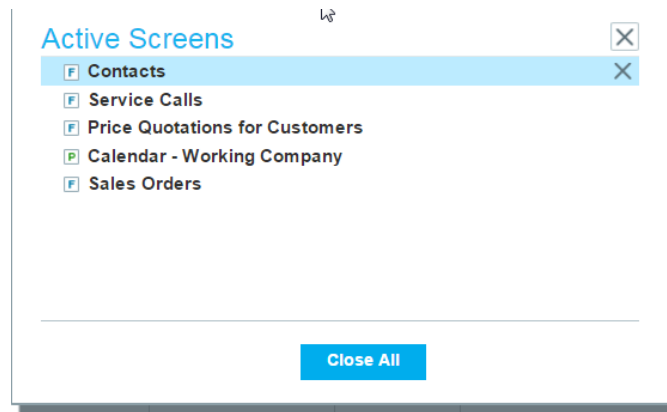 Active Screens
F Contacts
F Service Calls
F Price Quotations for Customers
P Calendar - Working Company
F Sales Orders
Close All